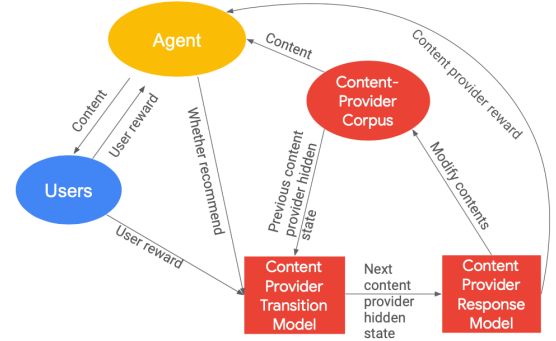 Agent
Content
Content provider reward
Content-
Provider
Corpus
Content
User reward
Whether recommend
Previous content
provider hidden
state
Modify contents
Users
User reward
Content
Provider
Transition
Model
Next
content
provider
hidden
state
Content
Provider
Response
Model